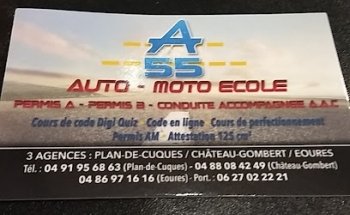 A
55
AUTO - MOTO ECOLE
PERMIS A - PERMIS B - CONDUITE ACCOMPAGNEE A.A.C
Cours de code Digi Quiz Code en ligne Cours de perfectionnement
Permis AM Attestation 125 cm³
3 AGENCES : PLAN-DE-CUQUES / CHÂTEAU-GOMBERT / EOURES
Tél. : 04 91 95 68 63 (Plan-de-Cuques) - 04 88 08 42 49 (Château-Gombert)
04 86 97 16 16 (Eoures) - Port. : 06 27 02 22 21